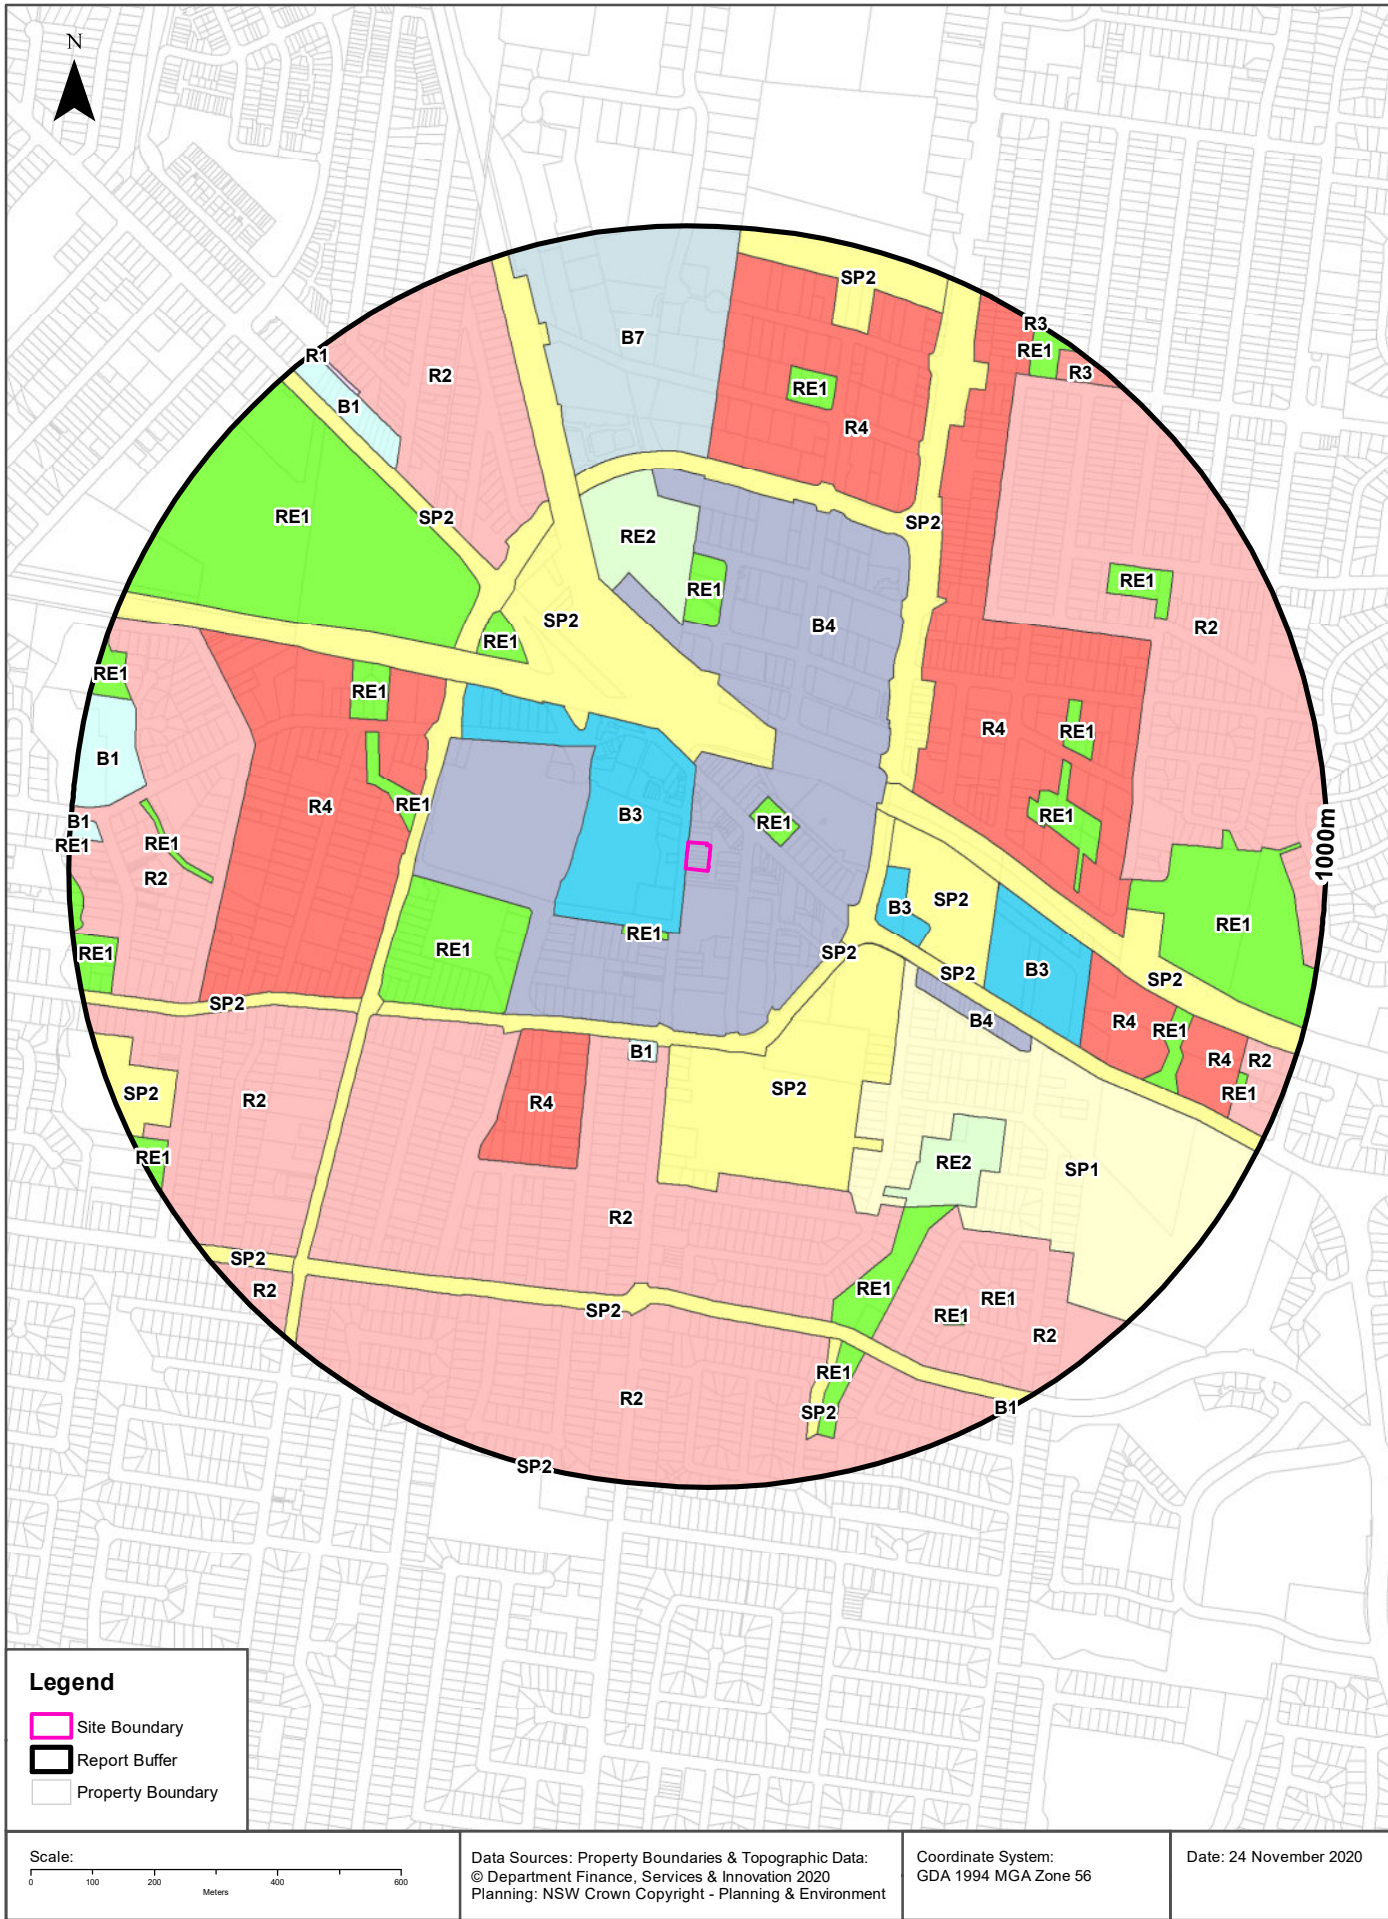 N
SP2
B7
R3
RE1
R3
R1
R2
B1
RE1
R4
RE1
SP2
SP2
RE2
RE1
RE1
SP2
B4
R2
RE1
RE1
RE1
R4
RE1
B1
R4
RE1
B3
RE1
RE1
B1
RE1
RE1
R2
1000m
B3
SP2
RE1
RE1
RE1
RE1
SP2
SP2
B3
SP2
SP2
B4
R4
RE1
B1
R4
R2
SP2
R2
R4
SP2
RE1
RE1
RE2
SP1
R2
SP2
R2
RE1
RE1
SP2
RE1
R2
RE1
R2
SP2
B1
SP2
Legend
Site Boundary
Report Buffer
Property Boundary
Scale:
0 100 200 400 600
Meters
Data Sources: Property Boundaries & Topographic Data:
© Department Finance, Services & Innovation 2020
Planning: NSW Crown Copyright - Planning & Environment
Coordinate System:
GDA 1994 MGA Zone 56
Date: 24 November 2020